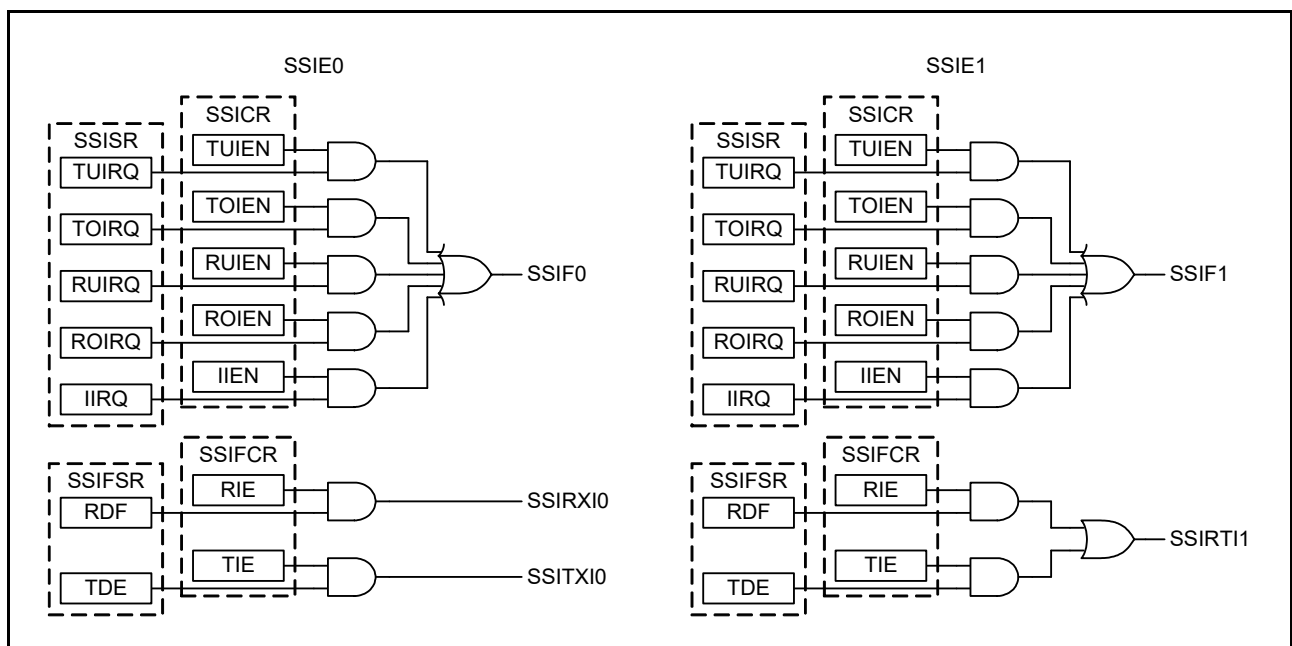 SSIE0
SSICR
SSISR
TUIEN
TUIRQ
TOIEN
TOIRQ
RUIEN
RUIRQ
SSIF0
ROIEN
ROIRQ
IIEN
IIRQ
SSIFCR
SSIFSR
RIE
RDF
SSIRXI0
TIE
TDE
SSITXI0
SSIE1
SSICR
SSISR
TUIEN
TUIRQ
TOIEN
TOIRQ
RUIEN
RUIRQ
SSIF1
ROIEN
ROIRQ
IIEN
IIRQ
SSIFCR
SSIFSR
RIE
RDF
SSIRTI1
TIE
TDE